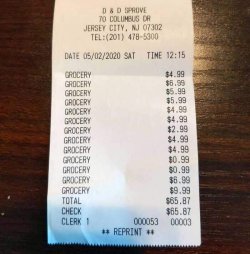 D & D SPROVE
70 COLUMBUS DR
JERSEY CITY, NJ 07302
TEL:(201) 478-5300
DATE 05/02/2020 SAT TIME 12:15
GROCERY $4.99
GROCERY $6.99
GROCERY $5.99
GROCERY $4.99
GROCERY $4.99
GROCERY $2.99
GROCERY $4.99
GROCERY $4.99
GROCERY $0.99
GROCERY $0.99
GROCERY $6.99
GROCERY $9.99
TOTAL $65.87
CHECK $65.87
CLERK 1 000053 00003
** REPRINT **